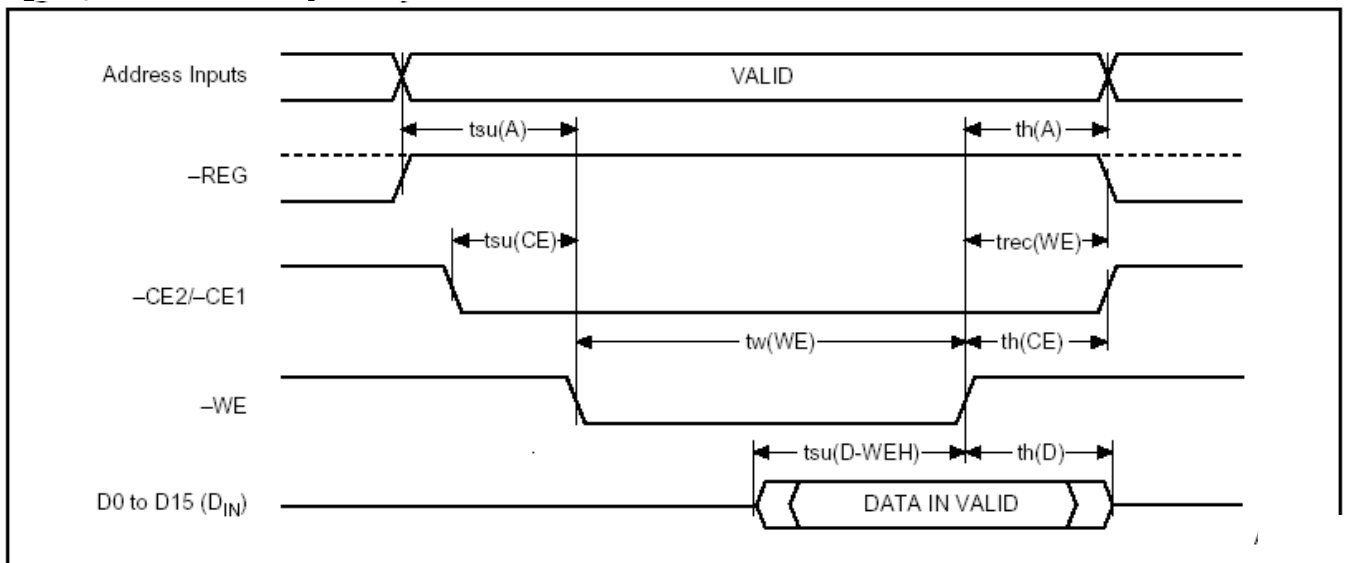 Address Inputs
VALID
tsu(A)
th(A)
–REG
tsu(CE)
trec(WE)
–CE2/–CE1
tw(WE)
th(CE)
–WE
tsu(D-WEH)
th(D)
D0 to D15 (DIN)
DATA IN VALID